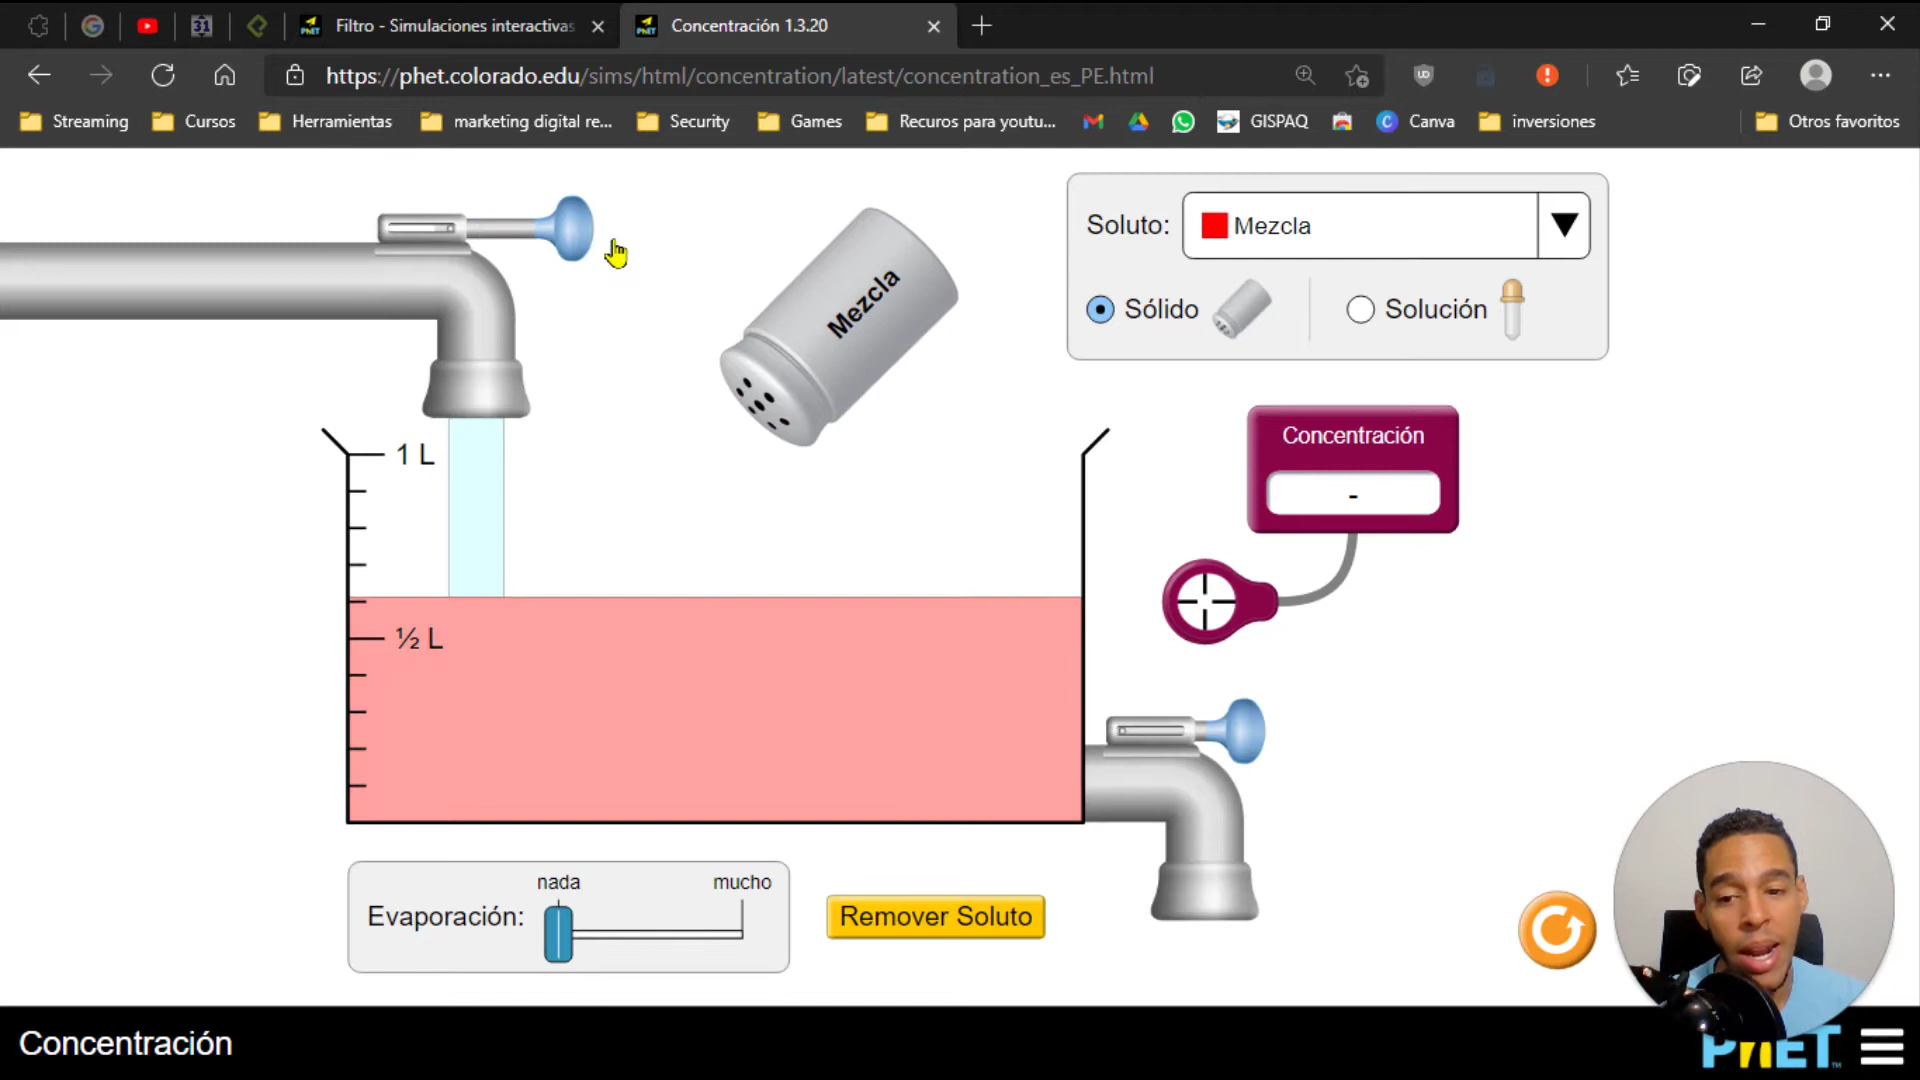 Filtro - Simulaciones interactivas
Concentración 1.3.20
https://phet.colorado.edu/sims/html/concentration/latest/concentration_es_PE.html
Streaming
Cursos
Herramientas
marketing digital re...
Security
Games
Recuros para youtu...
GISPAQ
Canva
inversiones
Otros favoritos
Soluto:
Mezcla
Sólido
Solución
Mezcla
Concentración
-
1 L
½ L
nada
mucho
Evaporación:
Remover Soluto
Concentración
PhET